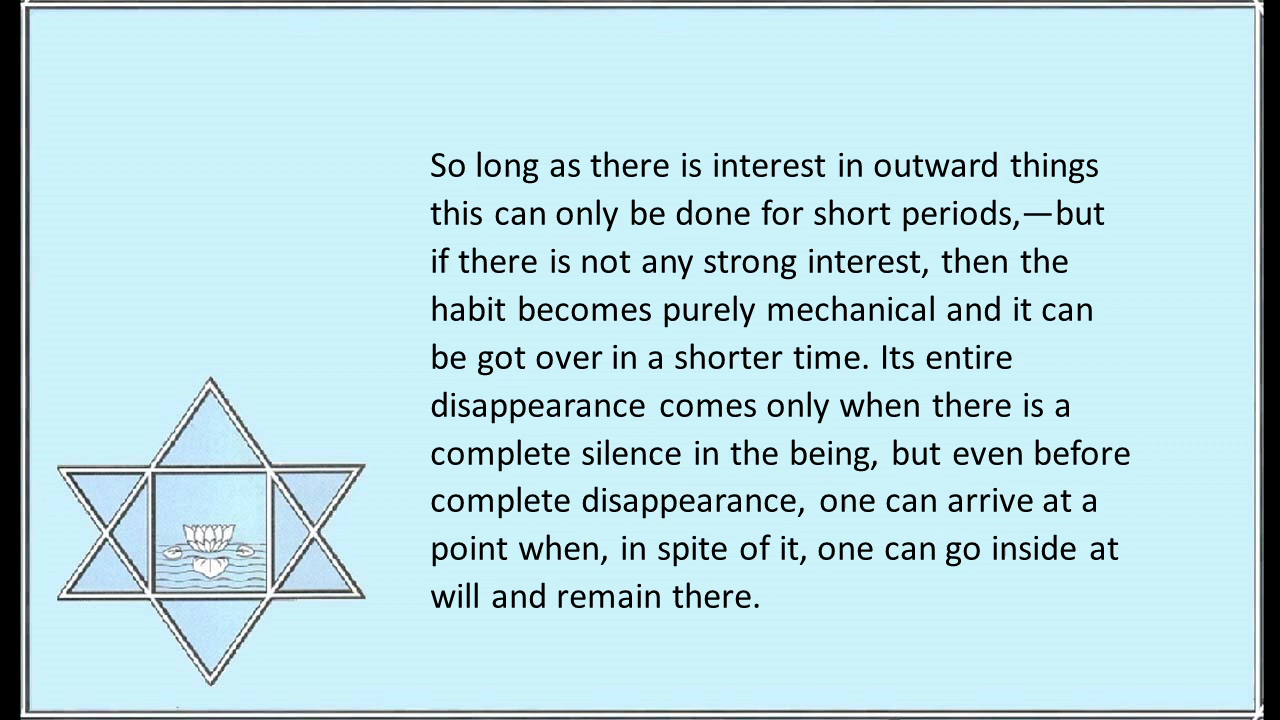 So long as there is interest in outward things
this can only be done for short periods,—but
if there is not any strong interest, then the
habit becomes purely mechanical and it can
be got over in a shorter time. Its entire
disappearance comes only when there is a
complete silence in the being, but even before
complete disappearance, one can arrive at a
point when, in spite of it, one can go inside at
will and remain there.